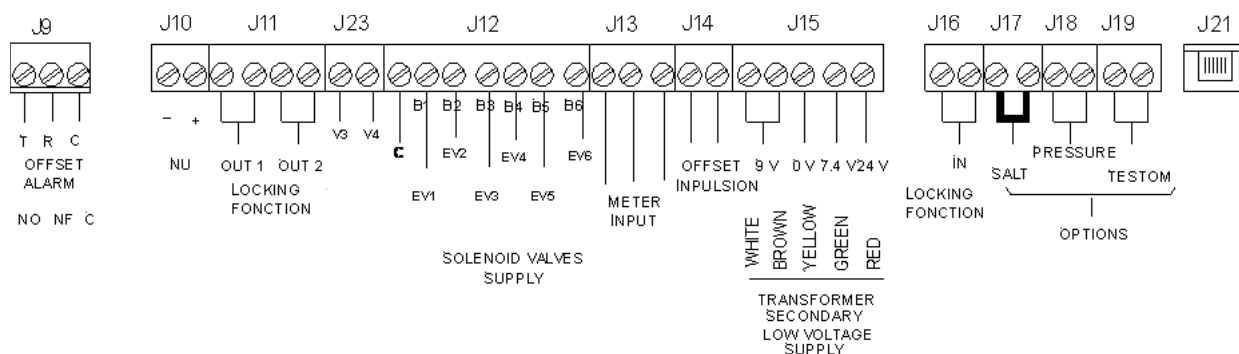 J9 J10 J11 J23 J12 J13 J14 J15 J16 J17 J18 J19 J21
T R C
OFFSET
ALARM
NO NF C
- +
NU
OUT 1 OUT 2
LOCKING
FONCTION
V3 V4
C B1 B2 B3 B4 B5 B6
EV2 EV4 EV6
EV1 EV3 EV5
SOLENOID VALVES
SUPPLY
METER
INPUT
OFFSET
INPULSION
9 V 0 V 7.4 V 24 V
WHITE
BROWN
YELLOW
GREEN
RED
TRANSFORMER
SECONDARY
LOW VOLTAGE
SUPPLY
IN
LOCKING
FONCTION
SALT
PRESSURE
TESTOM
OPTIONS